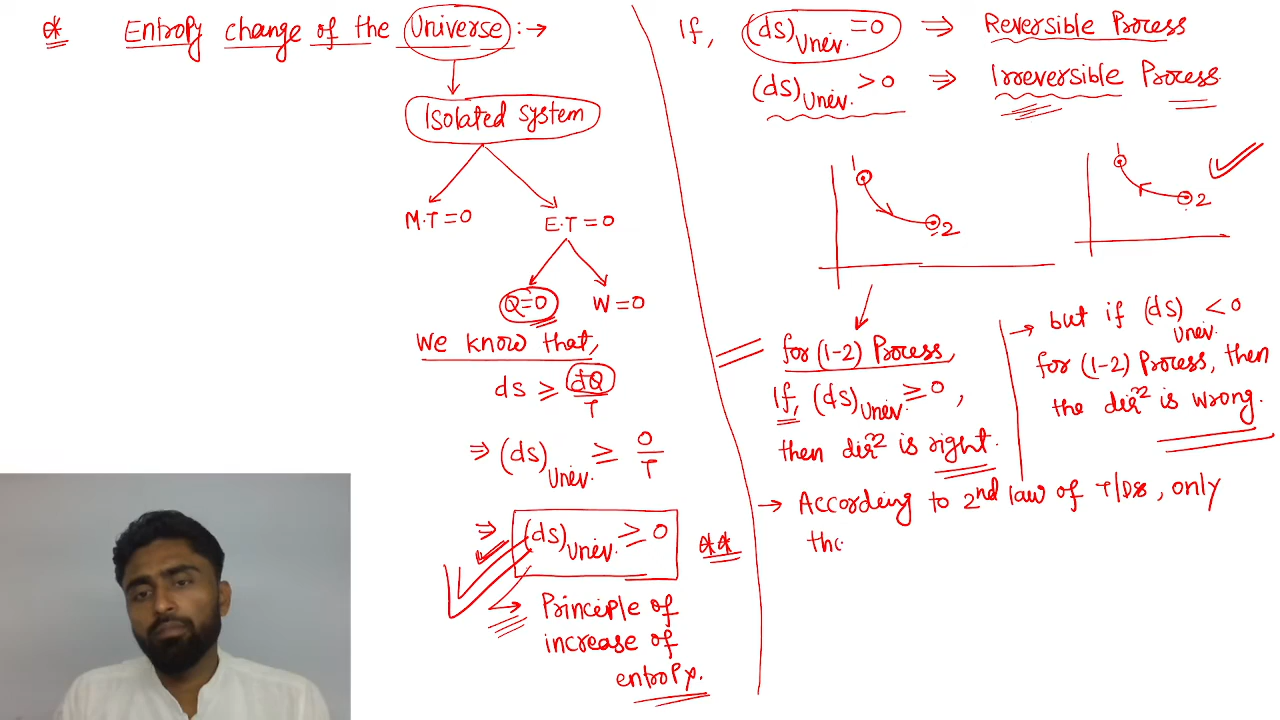 ** Entropy change of the Universe :→
Isolated system
M.T = 0
E.T = 0
Q = 0
W = 0
We know that,
ds ≥ dQ/T
⇒ (ds)Univ. ≥ 0/T
⇒ (ds)Univ. ≥ 0 **
→ Principle of
increase of
entropy.
If, (ds)Univ. = 0 ⇒ Reversible Process
(ds)Univ. > 0 ⇒ Irreversible Process
1
2
1
2
for (1-2) Process,
If, (ds)Univ. ≥ 0,
then dirⁿ is right.
→ but if (ds)Univ. < 0
for (1-2) Process, then
the dirⁿ is wrong.
→ According to 2nd law of T/Ds, only